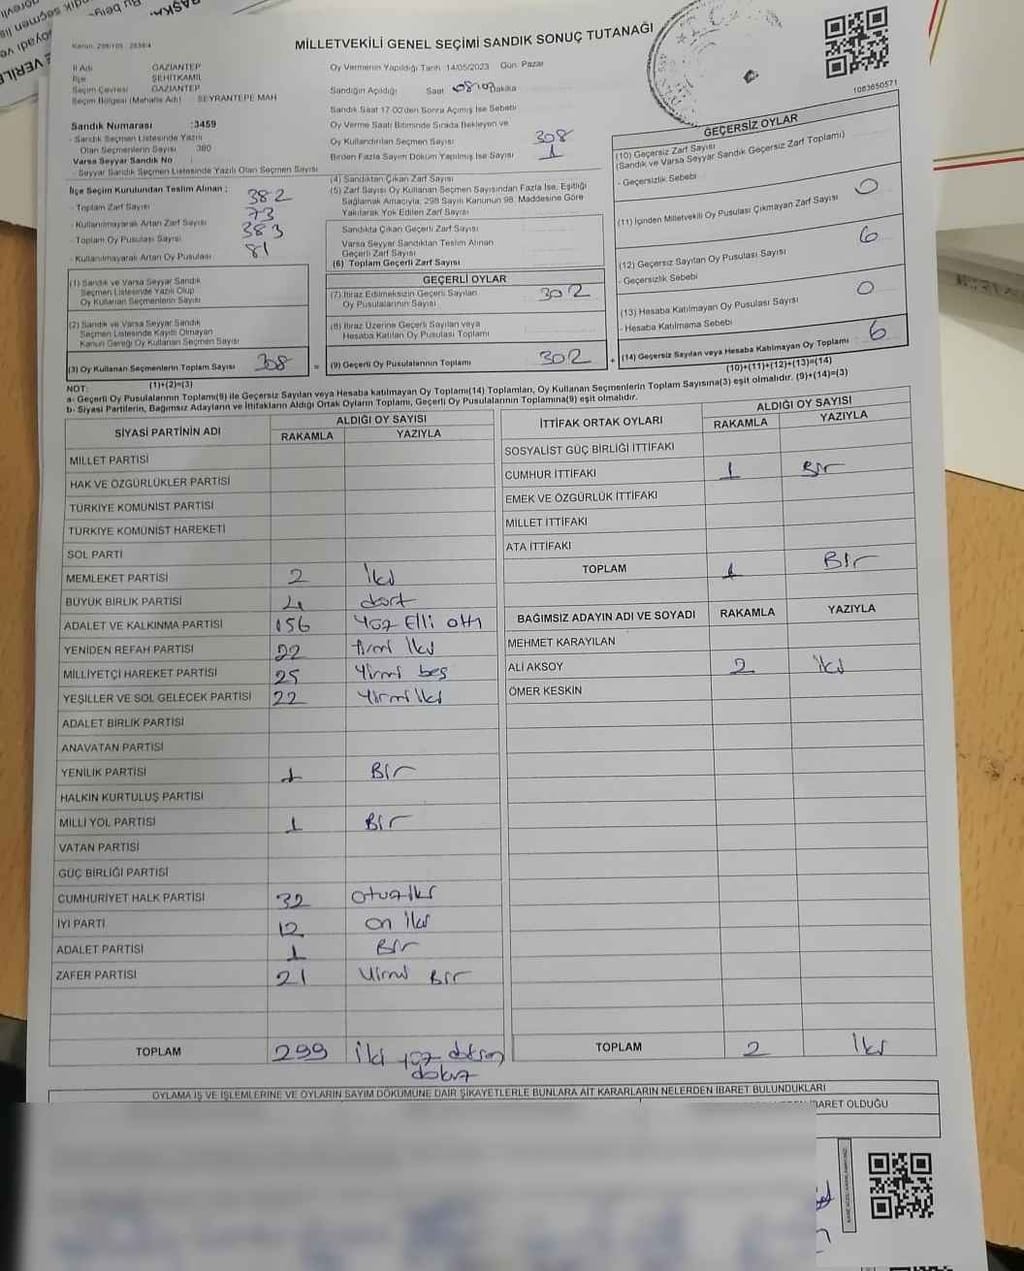 MİLLETVEKİLİ GENEL SEÇİMİ SANDIK SONUÇ TUTANAĞI
1083650571
İl Adı GAZİANTEP
İlçe ŞEHİTKAMİL
Seçim Çevresi GAZİANTEP
Seçim Bölgesi (Mahalle Adı) SEYRANTEPE MAH
Sandık Numarası :3459
- Sandık Seçmen Listesinde Yazılı
Olan Seçmenlerin Sayısı 380
Varsa Seyyar Sandık No
- Seyyar Sandık Seçmen Listesinde Yazılı Olan Seçmen Sayısı
İlçe Seçim Kurulundan Teslim Alınan :
- Toplam Zarf Sayısı 382
- Kullanılmayarak Artan Zarf Sayısı 73
- Toplam Oy Pusulası Sayısı 383
- Kullanılmayarak Artan Oy Pusulası 81
(1) Sandık ve Varsa Seyyar Sandık
Seçmen Listesinde Yazılı Olup
Oy Kullanan Seçmenlerin Sayısı
(2) Sandık ve Varsa Seyyar Sandık
Seçmen Listesinde Kayıtlı Olmayan
Kanun Gereği Oy Kullanan Seçmen Sayısı
(3) Oy Kullanan Seçmenlerin Toplam Sayısı 308
(1)+(2)=(3)
Oy Vermenin Yapıldığı Tarih 14/05/2023 Gün: Pazar
Sandığın Açıldığı Saat Dakika
Sandık Saat 17.00'den Sonra Açılmış İse Sebebi
Oy Verme Saati Bitiminde Sırada Bekleyen ve
Oy Kullandırılan Seçmen Sayısı 308
Birden Fazla Sayım Döküm Yapılmış İse Sayısı 1
(4) Sandıktan Çıkan Zarf Sayısı
(5) Zarf Sayısı Oy Kullanan Seçmen Sayısından Fazla İse, Eşitliği
Sağlamak Amacıyla, 298 Sayılı Kanunun 98. Maddesine Göre
Yakılarak Yok Edilen Zarf Sayısı
Sandıkta Çıkan Geçerli Zarf Sayısı
Varsa Seyyar Sandıktan Teslim Alınan
Geçerli Zarf Sayısı
(6) Toplam Geçerli Zarf Sayısı
GEÇERLİ OYLAR
(7) İtiraz Edilmeksizin Geçerli Sayılan
Oy Pusulalarının Sayısı 302
(8) İtiraz Üzerine Geçerli Sayılan veya
Hesaba Katılan Oy Pusulası Toplamı
= (9) Geçerli Oy Pusulalarının Toplamı 302
GEÇERSİZ OYLAR
(10) Geçersiz Zarf Sayısı
(Sandık ve Varsa Seyyar Sandık Geçersiz Zarf Toplamı)
- Geçersizlik Sebebi 0
(11) İçinden Milletvekili Oy Pusulası Çıkmayan Zarf Sayısı
6
(12) Geçersiz Sayılan Oy Pusulası Sayısı
- Geçersizlik Sebebi
0
(13) Hesaba Katılmayan Oy Pusulası Sayısı
- Hesaba Katılmama Sebebi
+ (14) Geçersiz Sayılan veya Hesaba Katılmayan Oy Toplamı 6
(10)+(11)+(12)+(13)=(14)
NOT:
a- Geçerli Oy Pusulalarının Toplamı(9) ile Geçersiz Sayılan veya Hesaba katılmayan Oy Toplamı(14) Toplamları, Oy Kullanan Seçmenlerin Toplam Sayısına(3) eşit olmalıdır. (9)+(14)=(3)
b- Siyasi Partilerin, Bağımsız Adayların ve İttifakların Aldığı Ortak Oyların Toplamı, Geçerli Oy Pusulalarının Toplamına(9) eşit olmalıdır.
SİYASİ PARTİNİN ADI ALDIĞI OY SAYISI
RAKAMLA YAZIYLA
MİLLET PARTİSİ
HAK VE ÖZGÜRLÜKLER PARTİSİ
TÜRKİYE KOMÜNİST PARTİSİ
TÜRKİYE KOMÜNİST HAREKETİ
SOL PARTİ
MEMLEKET PARTİSİ 2 iki
BÜYÜK BİRLİK PARTİSİ 4 dört
ADALET VE KALKINMA PARTİSİ 156 Yüz Elli altı
YENİDEN REFAH PARTİSİ 22 Yirmi iki
MİLLİYETÇİ HAREKET PARTİSİ 25 Yirmi beş
YEŞİLLER VE SOL GELECEK PARTİSİ 22 Yirmi iki
ADALET BİRLİK PARTİSİ
ANAVATAN PARTİSİ
YENİLİK PARTİSİ 1 Bir
HALKIN KURTULUŞ PARTİSİ
MİLLİ YOL PARTİSİ 1 Bir
VATAN PARTİSİ
GÜÇ BİRLİĞİ PARTİSİ
CUMHURİYET HALK PARTİSİ 32 otuz iki
İYİ PARTİ 12 on iki
ADALET PARTİSİ 1 Bir
ZAFER PARTİSİ 21 Yirmi Bir
TOPLAM 299 iki yüz doksan
dokuz
İTTİFAK ORTAK OYLARI ALDIĞI OY SAYISI
RAKAMLA YAZIYLA
SOSYALİST GÜÇ BİRLİĞİ İTTİFAKI
CUMHUR İTTİFAKI 1 Bir
EMEK VE ÖZGÜRLÜK İTTİFAKI
MİLLET İTTİFAKI
ATA İTTİFAKI
TOPLAM 1 Bir
BAĞIMSIZ ADAYIN ADI VE SOYADI RAKAMLA YAZIYLA
MEHMET KARAYILAN
ALİ AKSOY 2 iki
ÖMER KESKİN
TOPLAM 2 iki
OYLAMA İŞ VE İŞLEMLERİNE VE OYLARIN SAYIM DÖKÜMÜNE DAİR ŞİKAYETLERLE BUNLARA AİT KARARLARIN NELERDEN İBARET BULUNDUKLARI
İBARET OLDUĞU